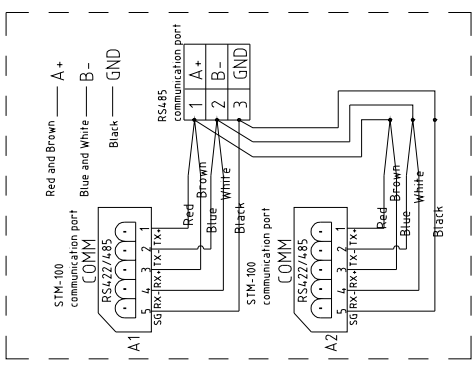 Red and Brown A+
Blue and White B-
Black GND
RS485
communication port
1 A+
2 B-
3 GND
STM-100
communication port
COMM
RS422/485
1 TX+
2 TX-
3 RX+
4 RX-
5 SG
A1
Red
Brown
Blue
White
Black
STM-100
communication port
COMM
RS422/485
1 TX+
2 TX-
3 RX+
4 RX-
5 SG
A2
Red
Brown
Blue
White
Black